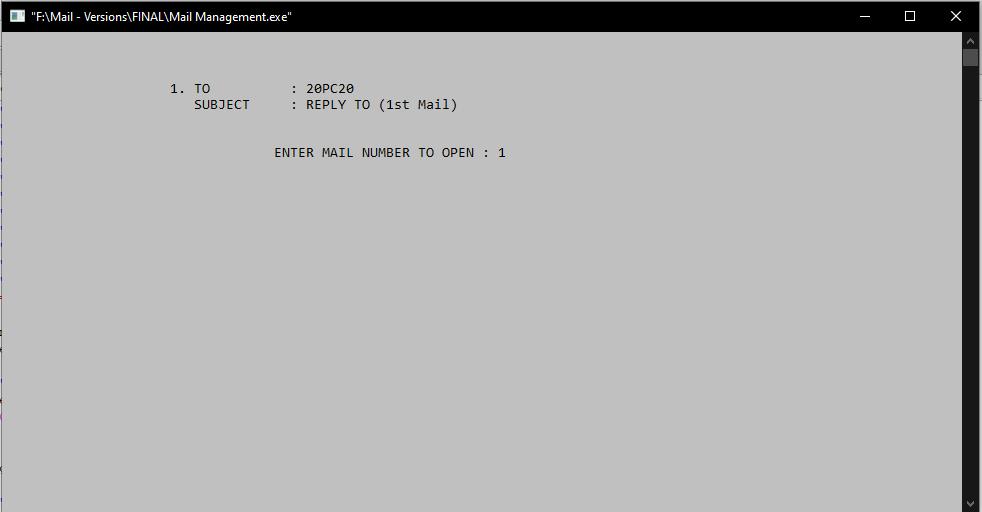 "F:\Mail - Versions\FINAL\Mail Management.exe"
1. TO          : 20PC20
   SUBJECT     : REPLY TO (1st Mail)
ENTER MAIL NUMBER TO OPEN : 1